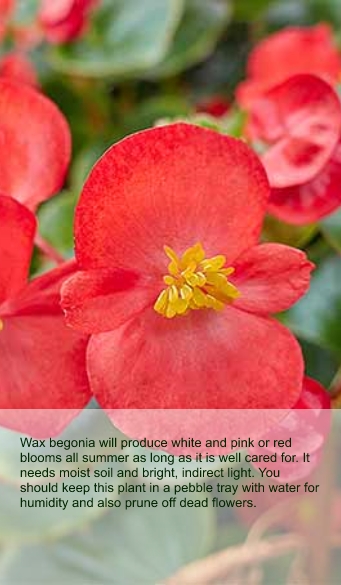 Wax begonia will produce white and pink or red
blooms all summer as long as it is well cared for. It
needs moist soil and bright, indirect light. You
should keep this plant in a pebble tray with water for
humidity and also prune off dead flowers.